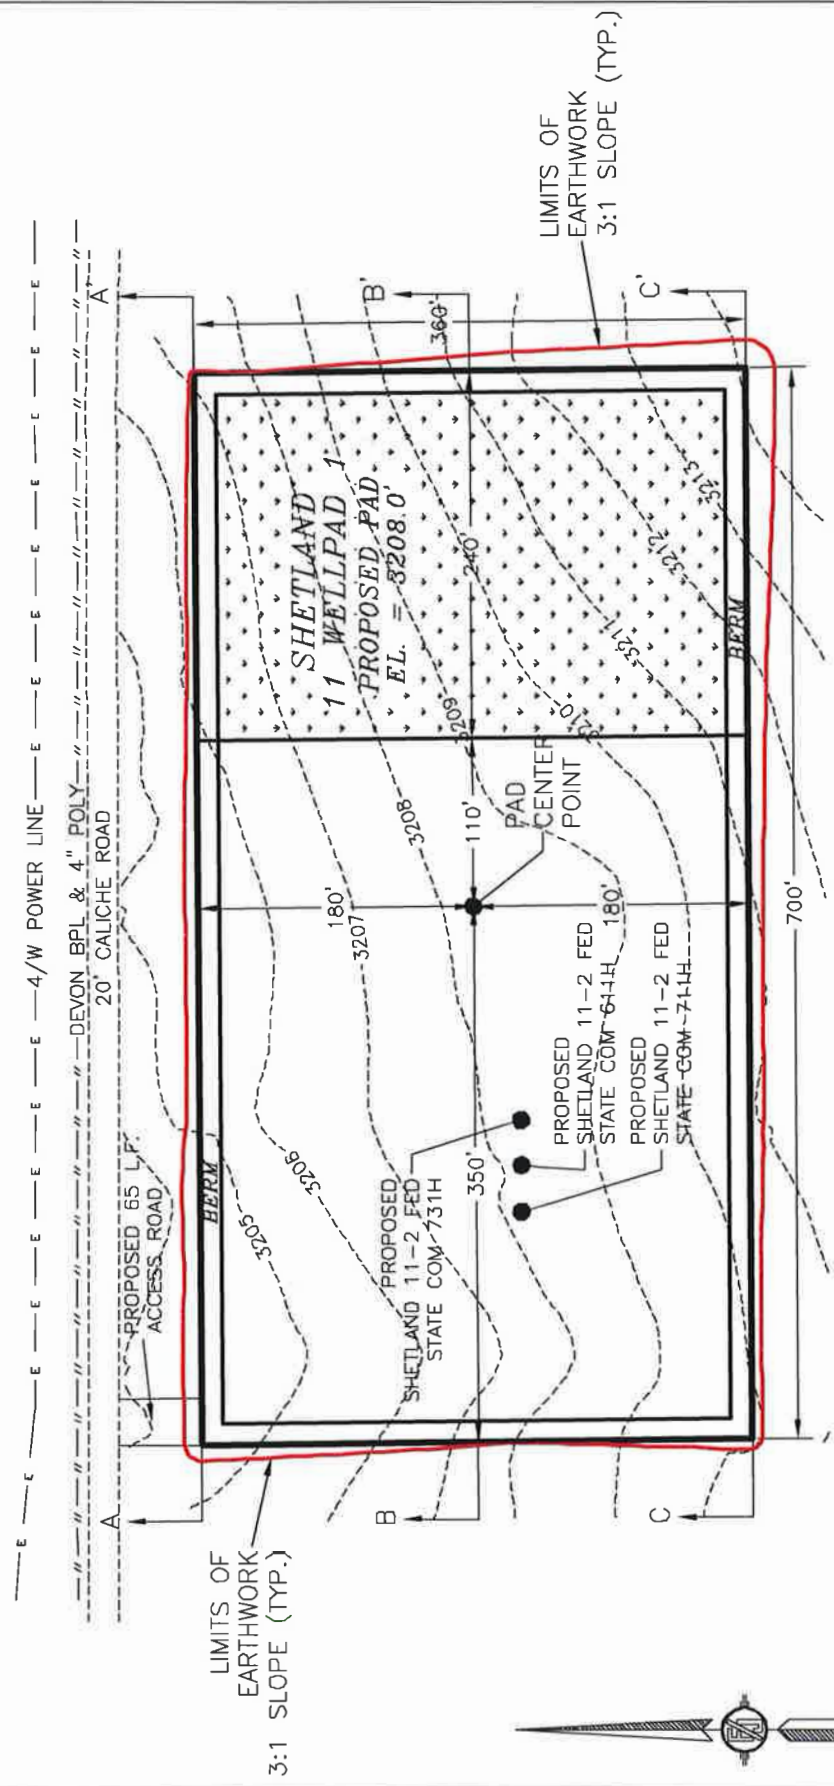 E E E E E E 4/W POWER LINE E E E E E E
DEVON BPL & 4" POLY
20' CALICHE ROAD
PROPOSED 65 L.F.
ACCESS ROAD
A
A'
BERM
LIMITS OF
EARTHWORK
3:1 SLOPE (TYP.)
3205
3206
3207
3208
3209
3210
3211
3212
3213
180'
SHETLAND
11 WELLPAD 1
PROPOSED PAD
EL. = 3208.0'
B
B'
360'
350'
110'
240'
PAD
CENTER
POINT
PROPOSED
SHETLAND 11-2 FED
STATE COM 731H
PROPOSED
SHETLAND 11-2 FED
STATE COM 611H
PROPOSED
SHETLAND 11-2 FED
STATE COM 711H
180'
BERM
C
C'
700'
LIMITS OF
EARTHWORK
3:1 SLOPE (TYP.)